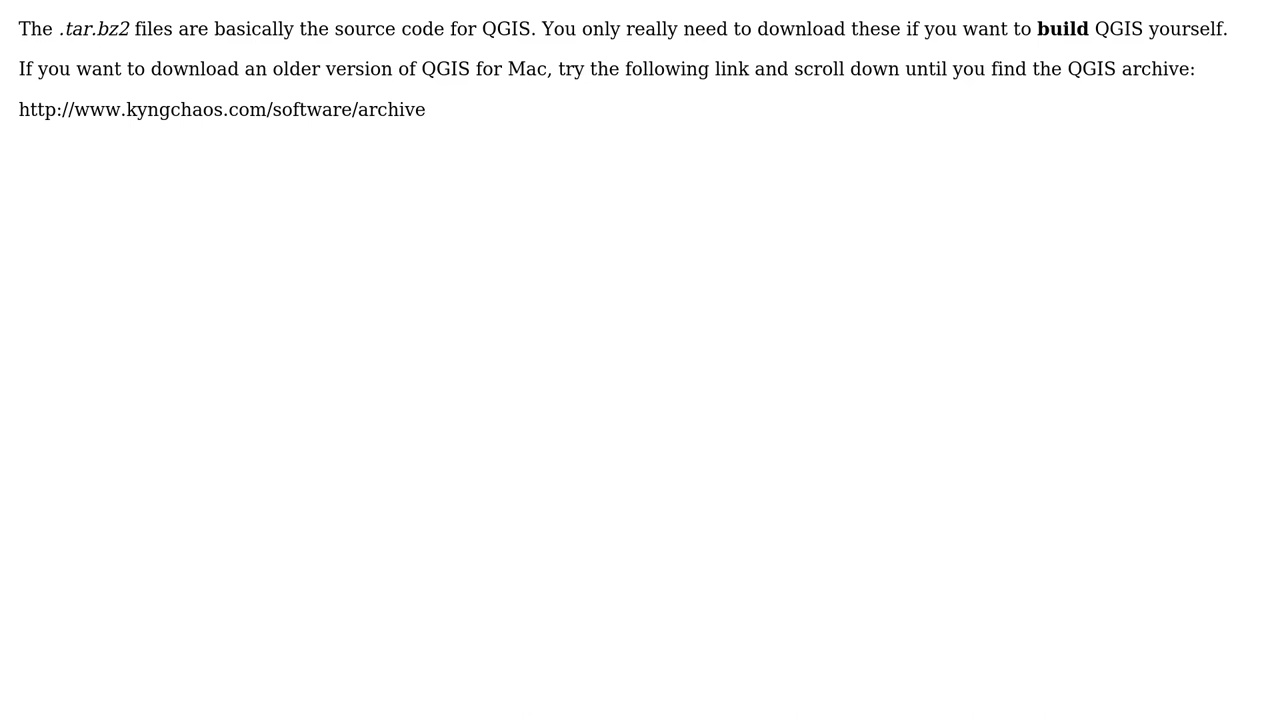 The .tar.bz2 files are basically the source code for QGIS. You only really need to download these if you want to build QGIS yourself.
If you want to download an older version of QGIS for Mac, try the following link and scroll down until you find the QGIS archive:
http://www.kyngchaos.com/software/archive